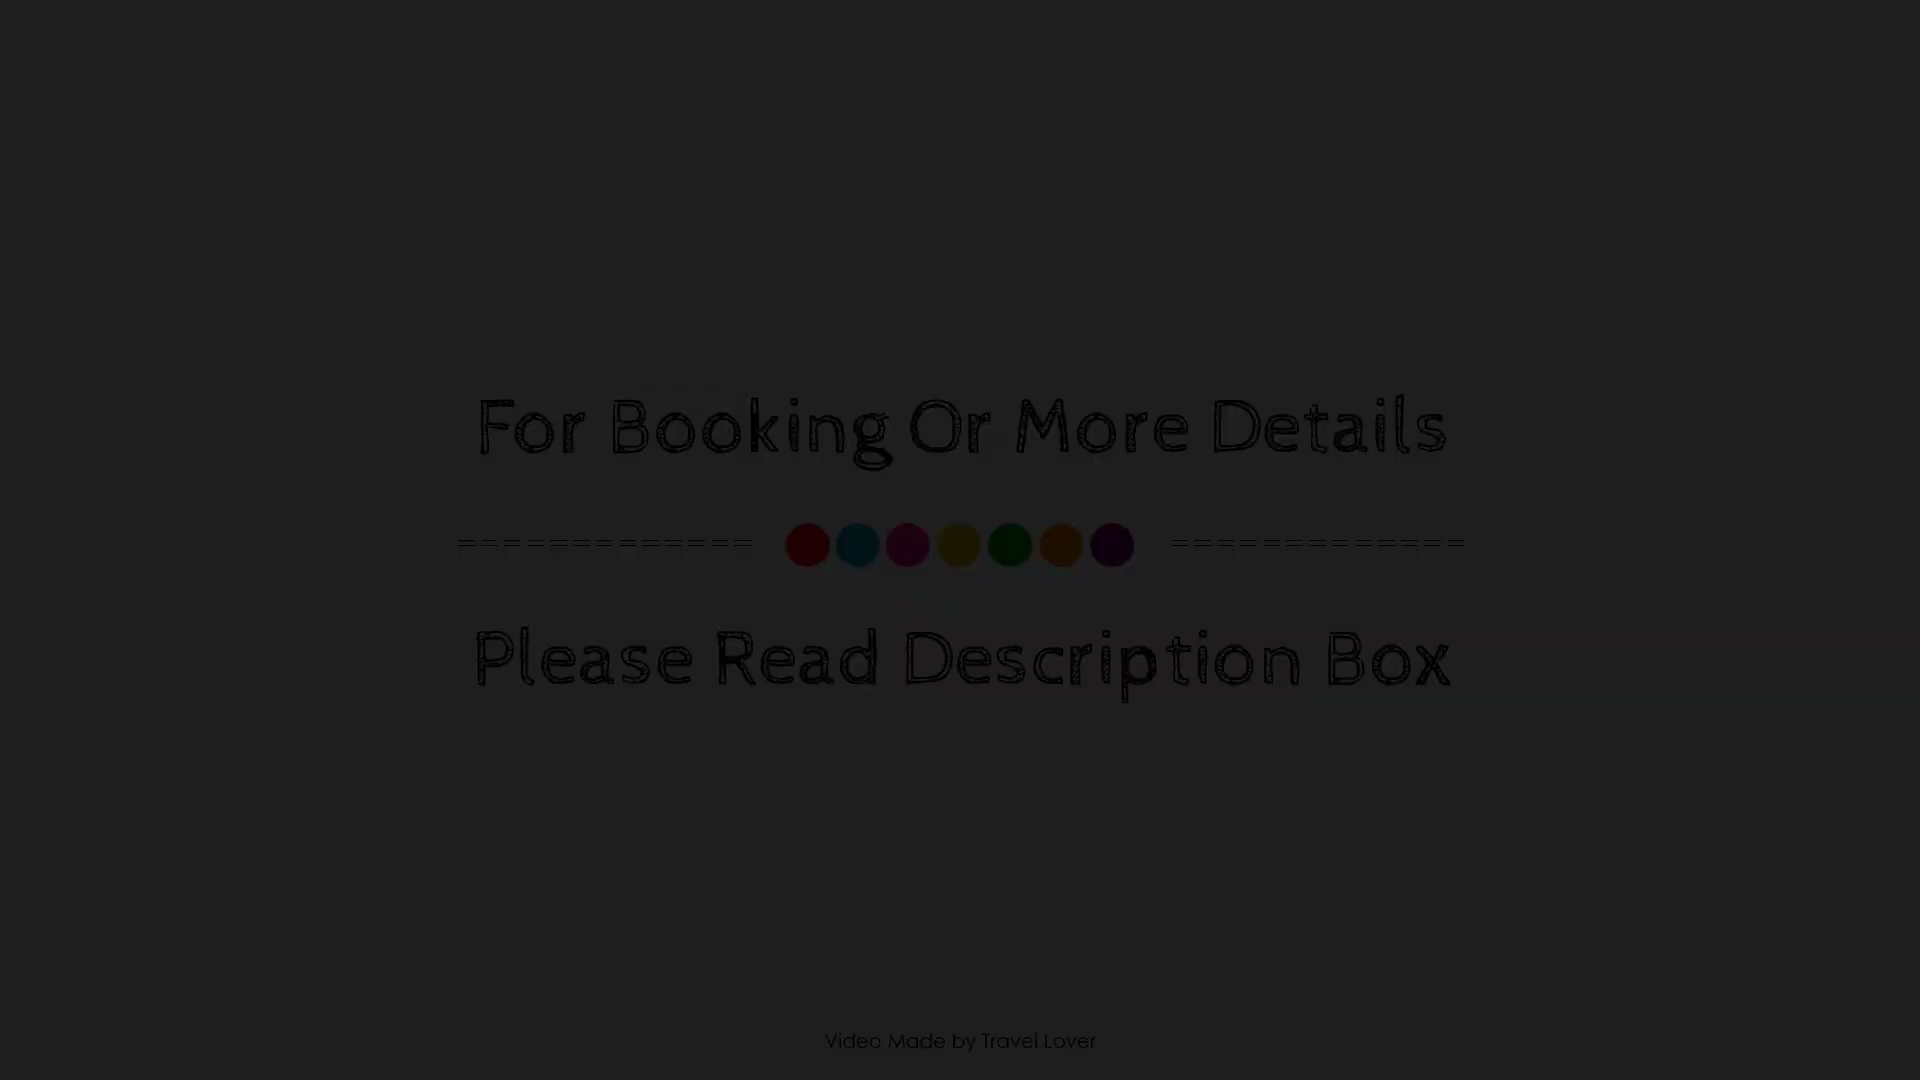 For Booking Or More Details
============= =============
Please Read Description Box
Video Made by Travel Lover